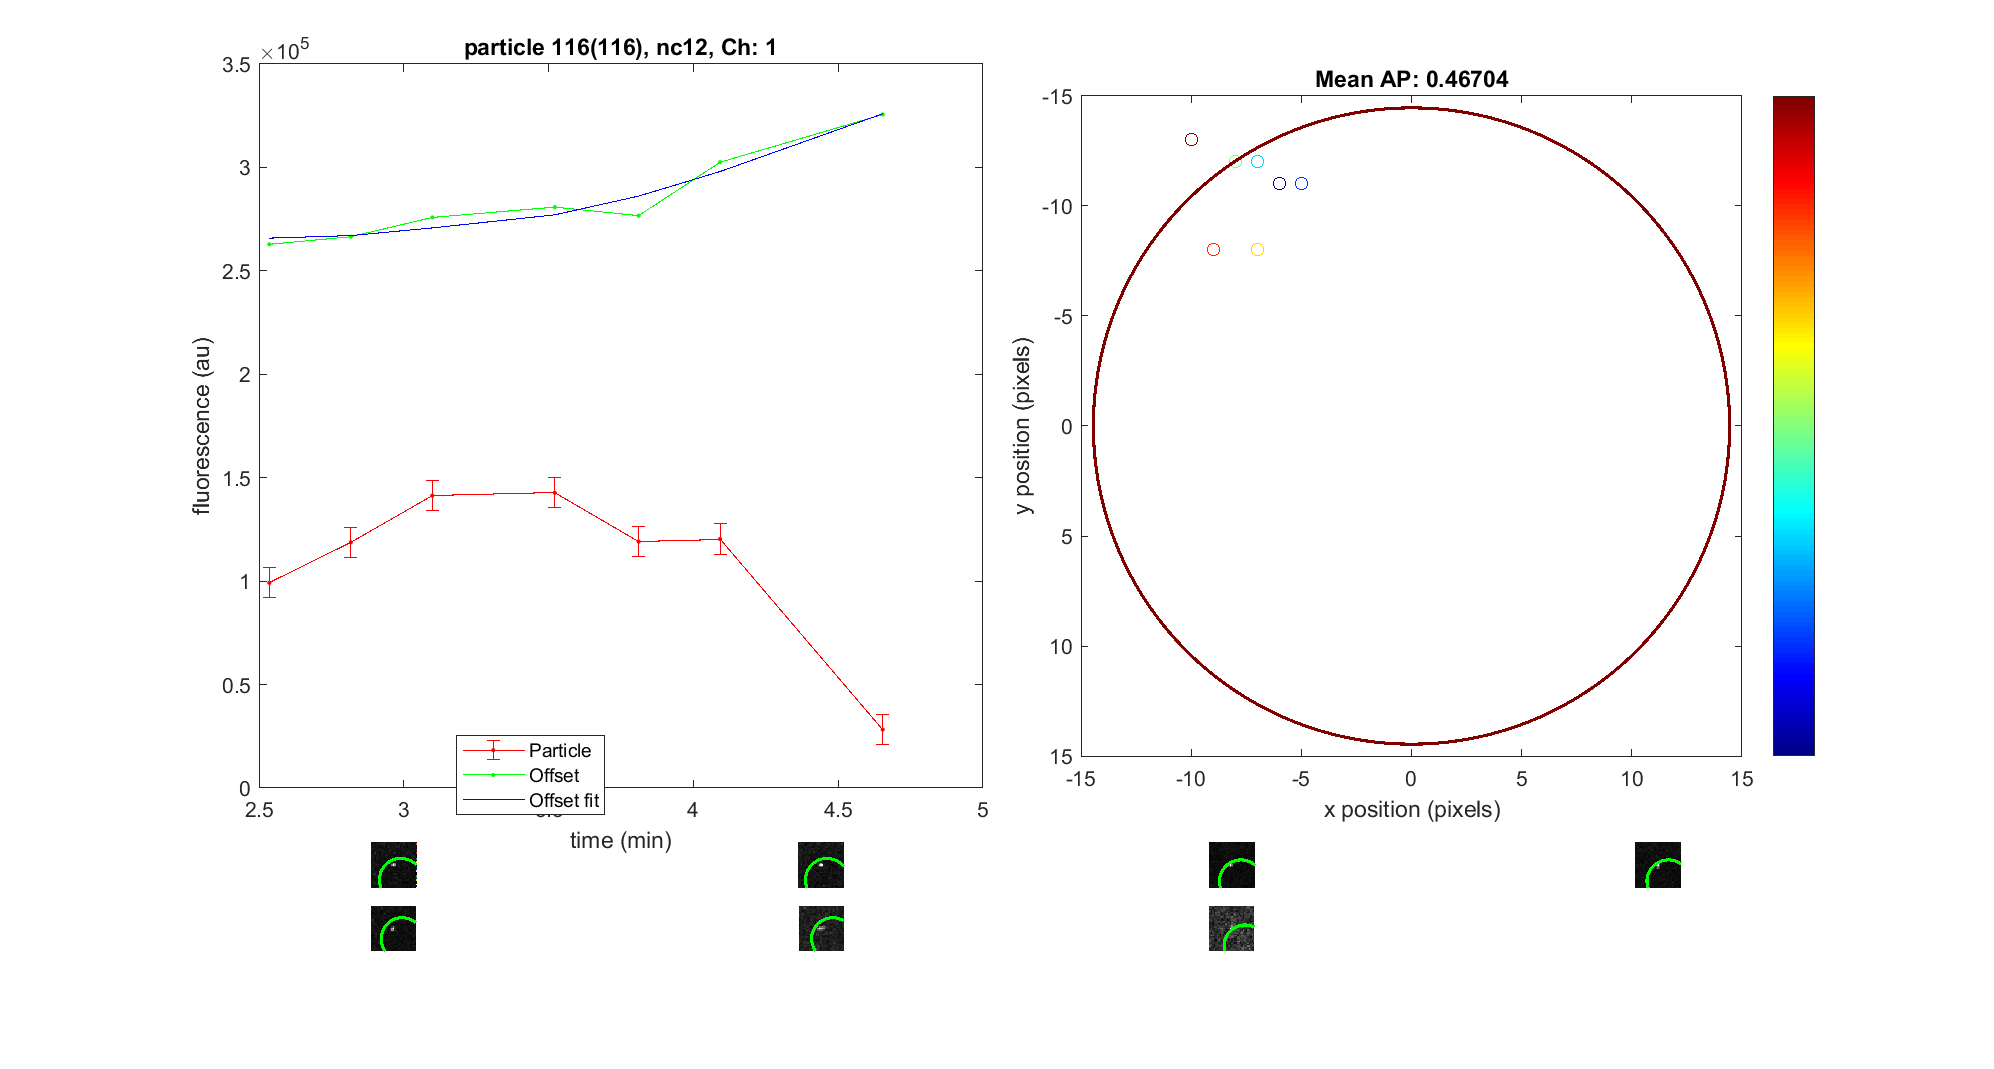 particle 116(116), nc12, Ch: 1
×10^5
3.5
3
2.5
2
1.5
1
0.5
0
fluorescence (au)
2.5 3 4 4.5 5
time (min)
Particle
Offset
Offset fit
Mean AP: 0.46704
-15
-10
-5
0
5
10
15
y position (pixels)
-15 -10 -5 0 5 10 15
x position (pixels)